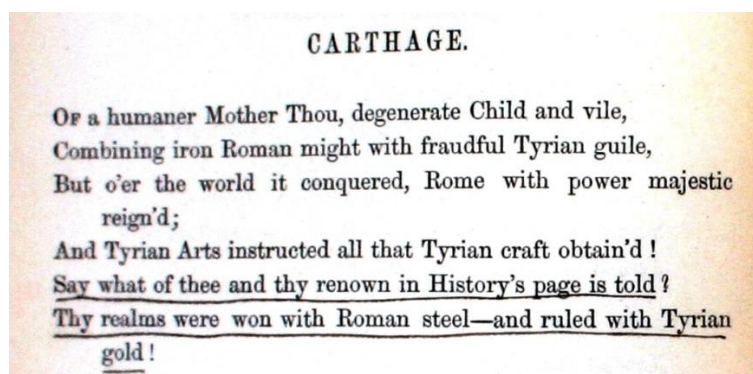 CARTHAGE.
Of a humaner Mother Thou, degenerate Child and vile,
Combining iron Roman might with fraudful Tyrian guile,
But o'er the world it conquered, Rome with power majestic
reign'd;
And Tyrian Arts instructed all that Tyrian craft obtain'd !
Say what of thee and thy renown in History's page is told ?
Thy realms were won with Roman steel—and ruled with Tyrian
gold !